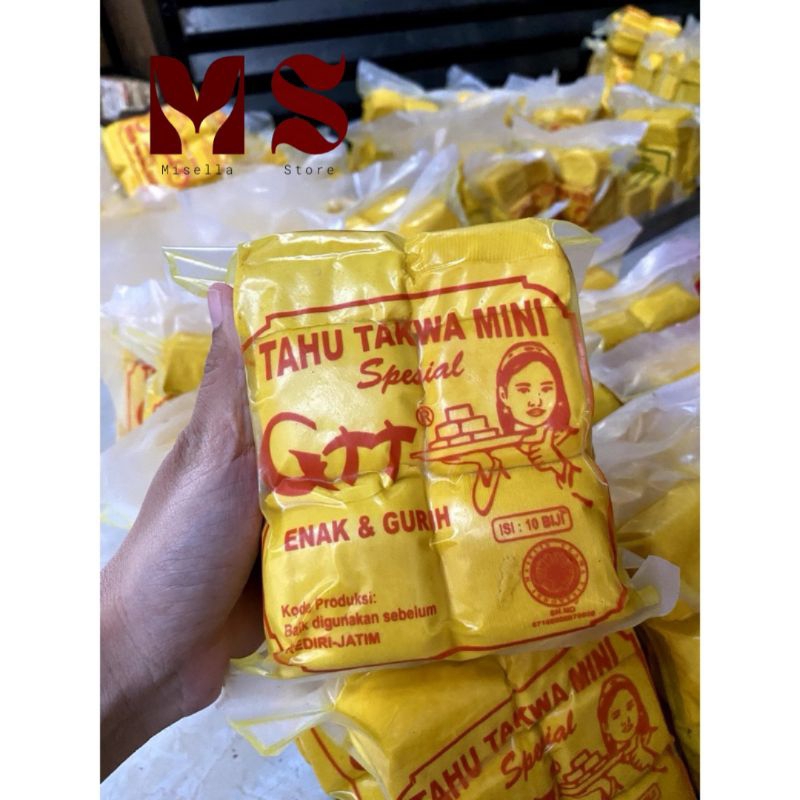 MS
Misella Store
TAHU TAKWA MINI
Spesial
GTT®
ENAK & GURIH
ISI : 10 BIJI
Kode Produksi:
Baik digunakan sebelum
KEDIRI-JATIM
TAHU TAKWA MINI
Spesial